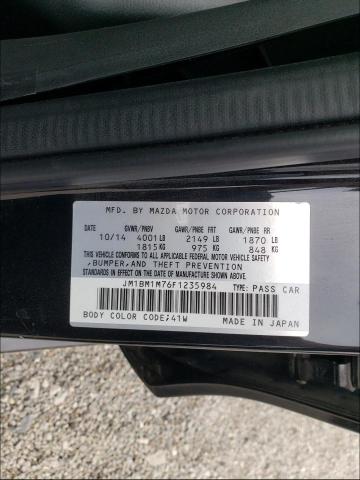 MFD. BY MAZDA MOTOR CORPORATION
DATE GVWR/PNBV GAWR/PNBE FRT GAWR/PNBE RR
10/14 4001 LB 2149 LB 1870 LB
1815 KG 975 KG 848 KG
THIS VEHICLE CONFORMS TO ALL APPLICABLE FEDERAL MOTOR VEHICLE SAFETY
, BUMPER, AND THEFT PREVENTION
STANDARDS IN EFFECT ON THE DATE OF MANUFACTURE SHOWN ABOVE.
JM1BM1M76F1235984 TYPE: PASS CAR
BODY COLOR CODE;41W MADE IN JAPAN